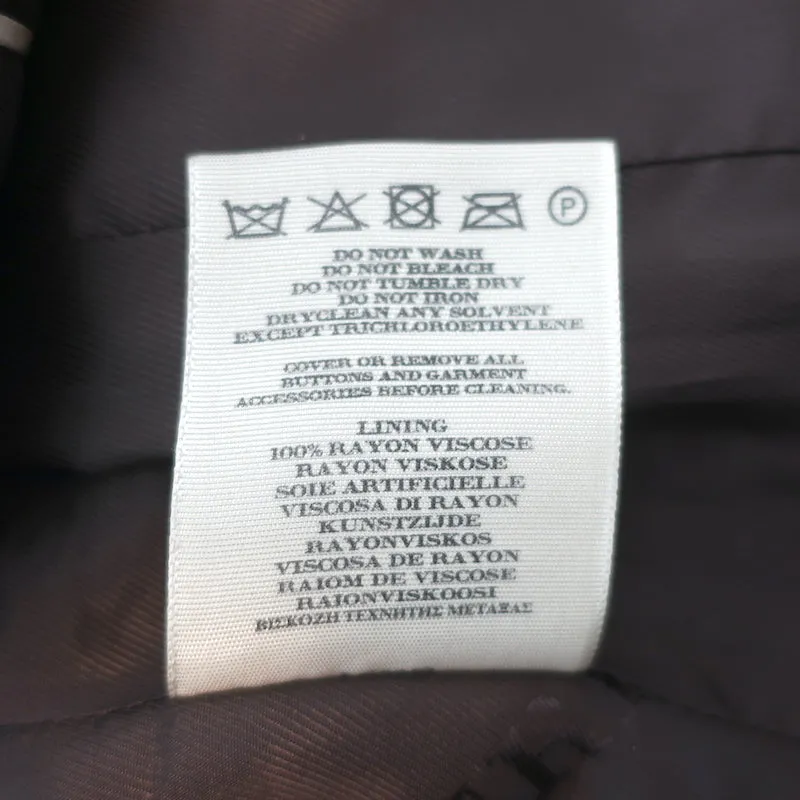 P
DO NOT WASH
DO NOT BLEACH
DO NOT TUMBLE DRY
DO NOT IRON
DRYCLEAN ANY SOLVENT
EXCEPT TRICHLOROETHYLENE
COVER OR REMOVE ALL
BUTTONS AND GARMENT
ACCESSORIES BEFORE CLEANING.
LINING
100% RAYON VISCOSE
RAYON VISKOSE
SOIE ARTIFICIELLE
VISCOSA DI RAYON
KUNSTZIJDE
RAYONVISKOS
VISCOSA DE RAYON
RAIOM DE VISCOSE
RAIONVISKOOSI
ΒΙΣΚΟΖΗ ΤΕΧΝΗΤΗΣ ΜΕΤΑΞΑΣ